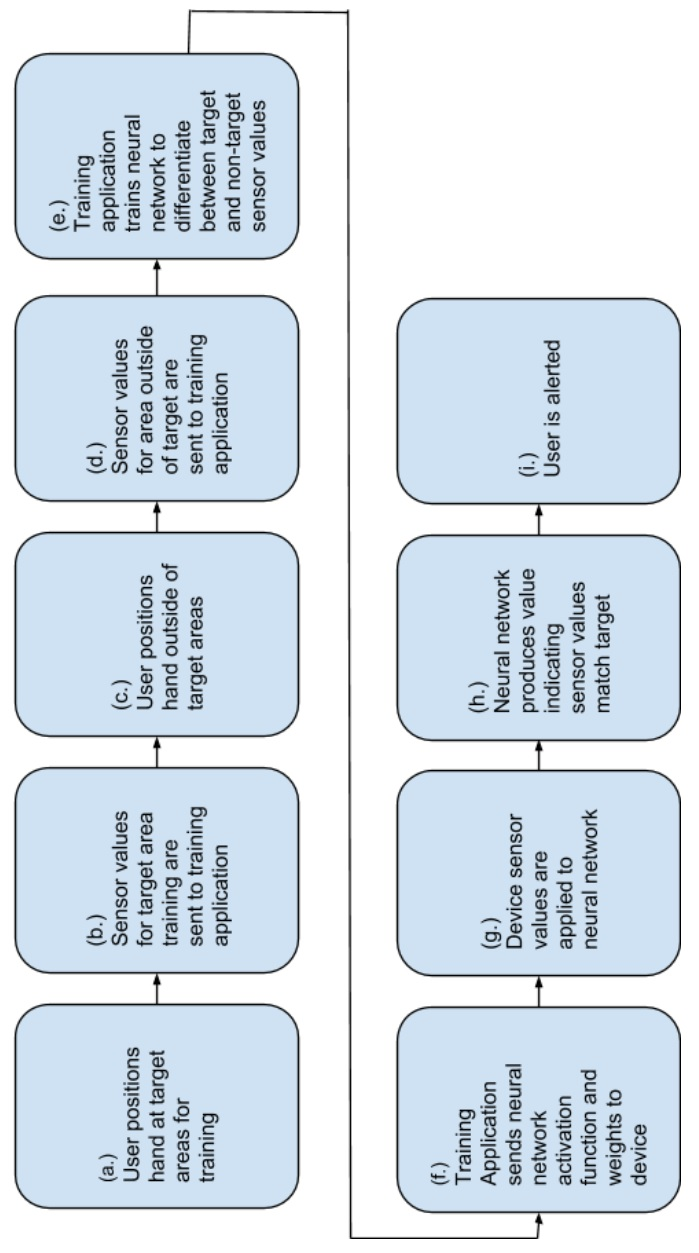 (a.)
User positions
hand at target
areas for
training
(b.)
Sensor values
for target area
training are
sent to training
application
(c.)
User positions
hand outside of
target areas
(d.)
Sensor values
for area outside
of target are
sent to training
application
(e.)
Training
application
trains neural
network to
differentiate
between target
and non-target
sensor values
(f.)
Training
Application
sends neural
network
activation
function and
weights to
device
(g.)
Device sensor
values are
applied to
neural network
(h.)
Neural network
produces value
indicating
sensor values
match target
(i.)
User is alerted